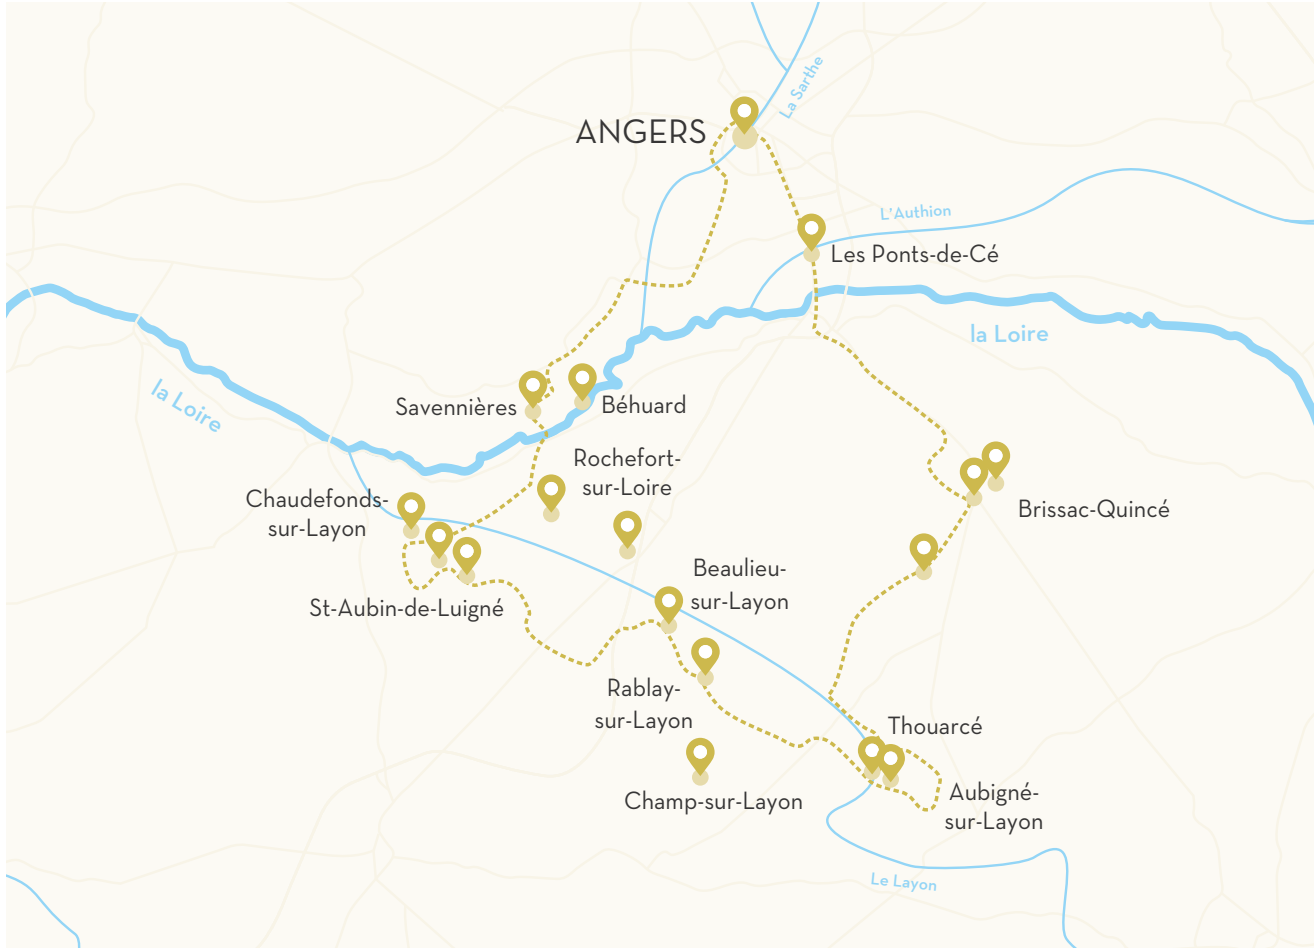 La Sarthe
ANGERS
L'Authion
Les Ponts-de-Cé
la Loire
la Loire
Savennières
Béhuard
Rochefort-
sur-Loire
Chaudefonds-
sur-Layon
Brissac-Quincé
Beaulieu-
sur-Layon
St-Aubin-de-Luigné
Rablay-
sur-Layon
Thouarcé
Champ-sur-Layon
Aubigné-
sur-Layon
Le Layon